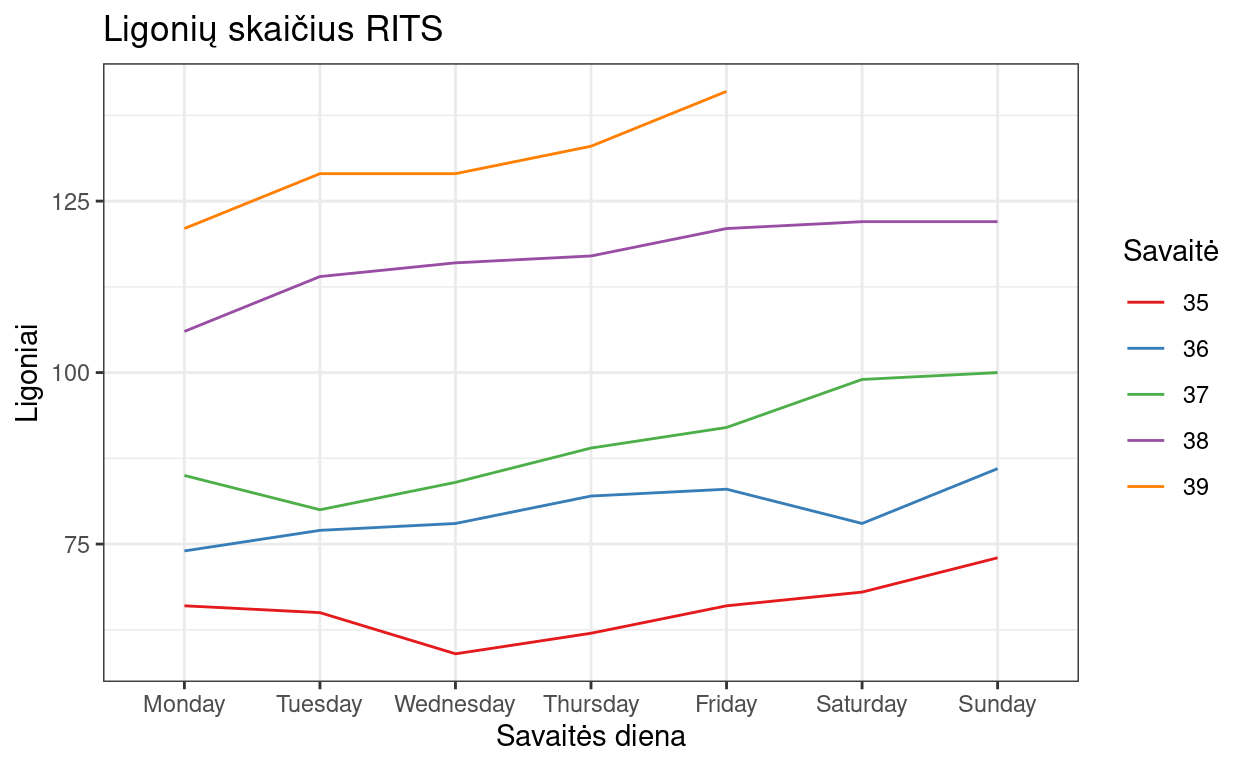 Ligonių skaičius RITS
125
100
75
Ligoniai
Monday Tuesday Wednesday Thursday Friday Saturday Sunday
Savaitės diena
Savaitė
35
36
37
38
39